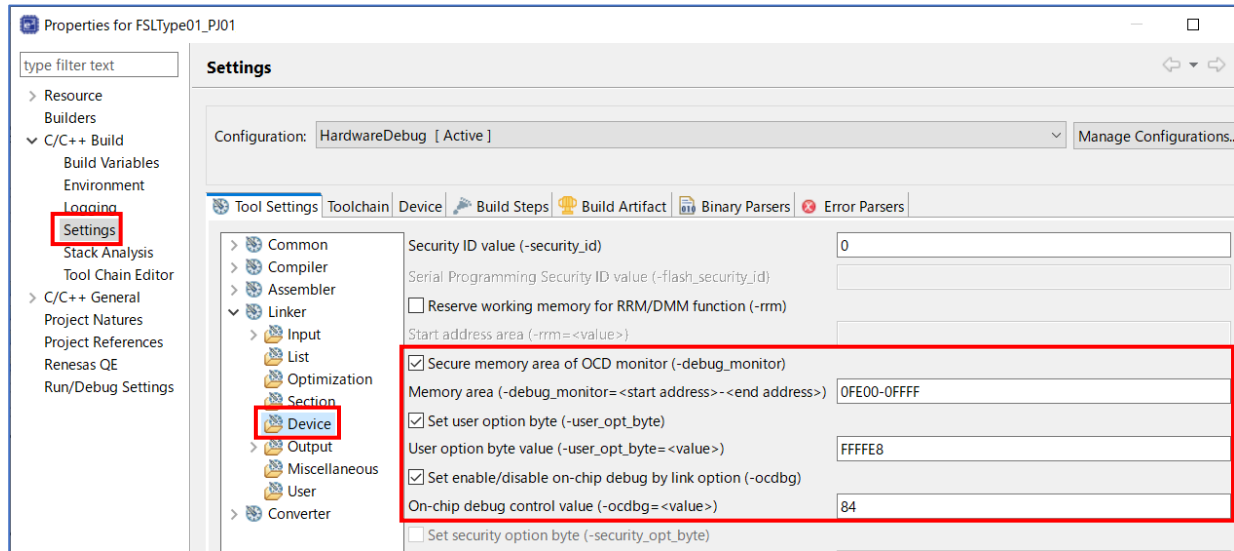 Properties for FSLType01_PJ01
type filter text
Resource
Builders
C/C++ Build
Build Variables
Environment
Logging
Settings
Stack Analysis
Tool Chain Editor
C/C++ General
Project Natures
Project References
Renesas QE
Run/Debug Settings
Settings
Configuration: HardwareDebug [ Active ] Manage Configurations..
Tool Settings Toolchain Device Build Steps Build Artifact Binary Parsers Error Parsers
Common
Compiler
Assembler
Linker
Input
List
Optimization
Section
Device
Output
Miscellaneous
User
Converter
Security ID value (-security_id) 0
Serial Programming Security ID value (-flash_security_id)
Reserve working memory for RRM/DMM function (-rrm)
Start address area (-rrm=<value>)
Secure memory area of OCD monitor (-debug_monitor)
Memory area (-debug_monitor=<start address>-<end address>) 0FE00-0FFFF
Set user option byte (-user_opt_byte)
User option byte value (-user_opt_byte=<value>) FFFFE8
Set enable/disable on-chip debug by link option (-ocdbg)
On-chip debug control value (-ocdbg=<value>) 84
Set security option byte (-security_opt_byte)